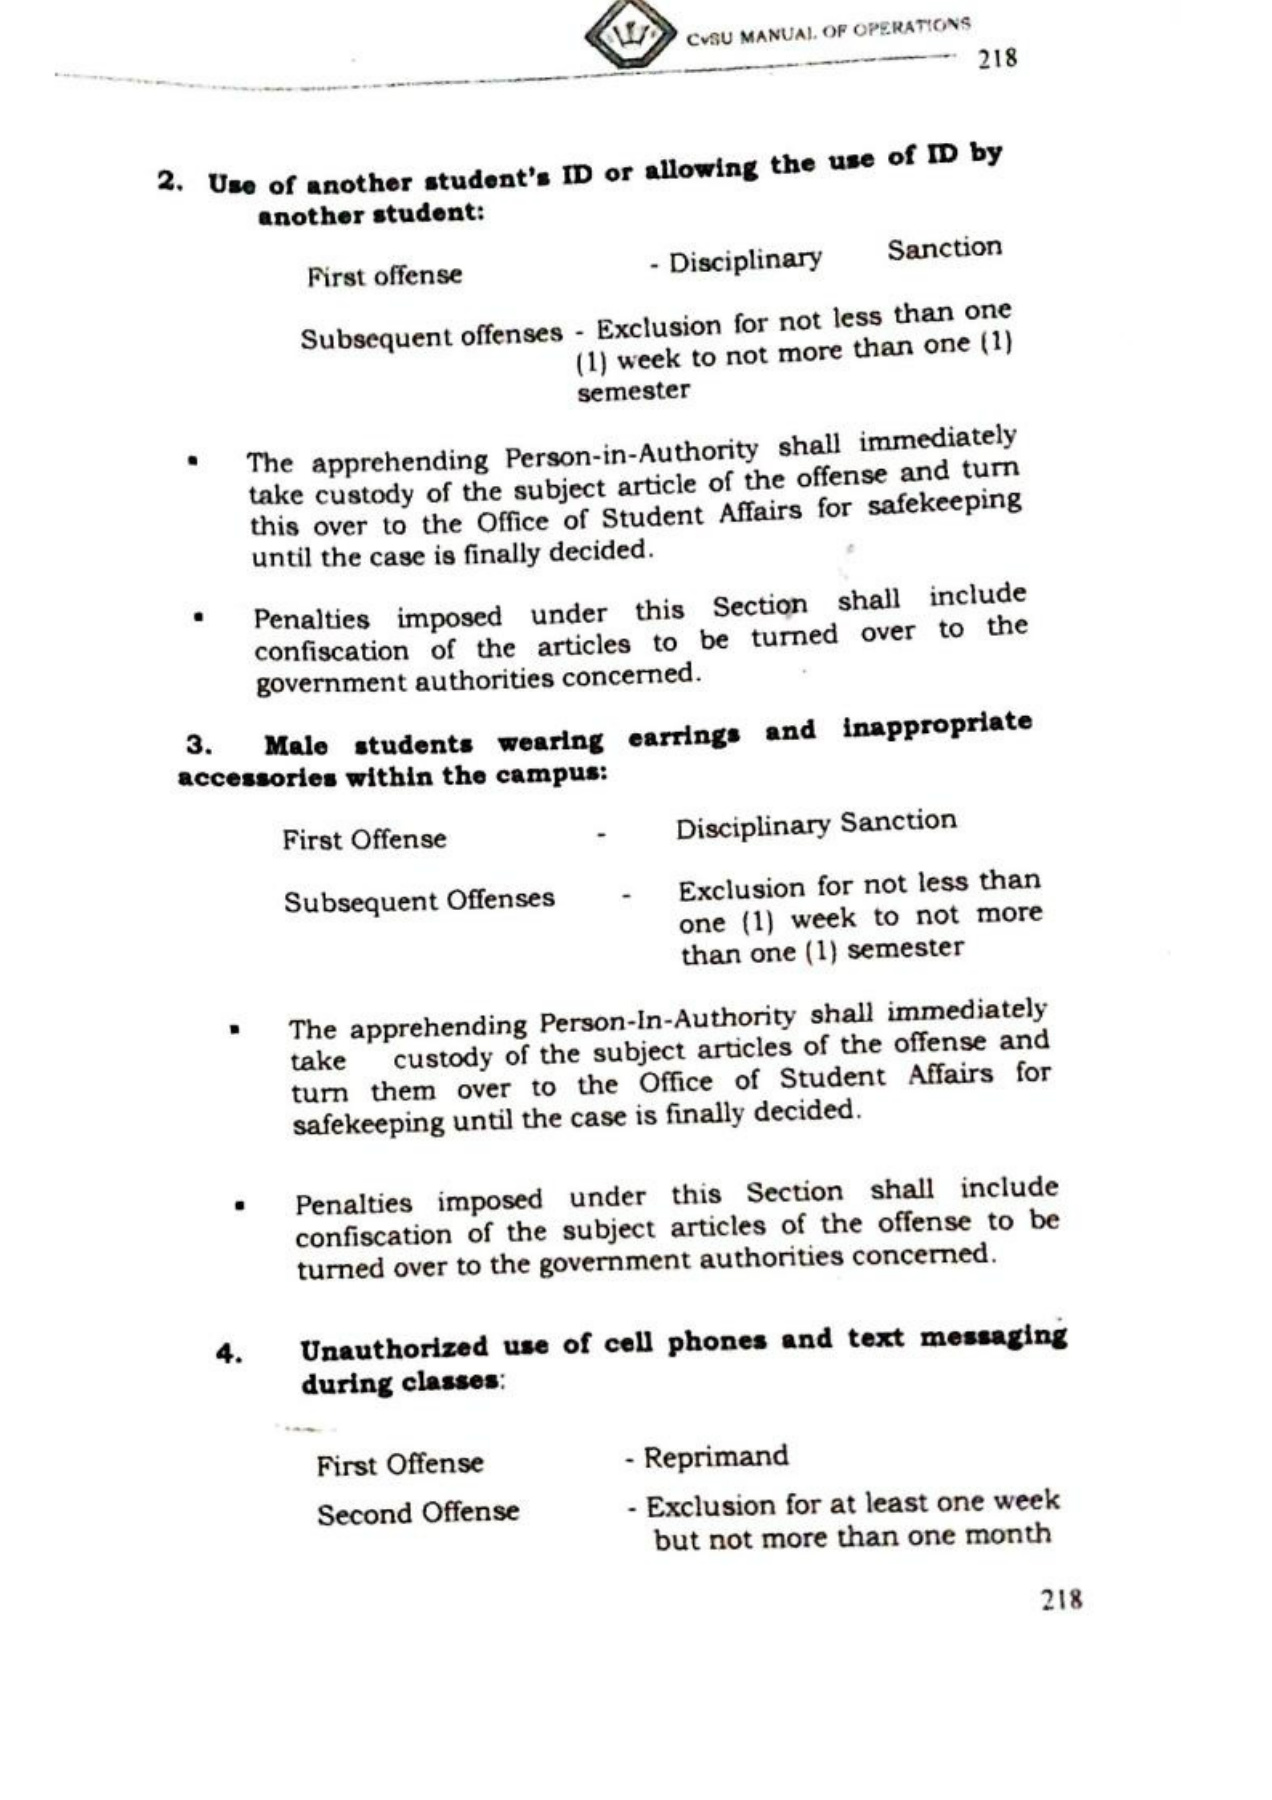 CvSU MANUAL OF OPERATIONS
218
2. Use of another student's ID or allowing the use of ID by
another student:
First offense - Disciplinary Sanction
Subsequent offenses - Exclusion for not less than one
(1) week to not more than one (1)
semester
▪ The apprehending Person-in-Authority shall immediately
take custody of the subject article of the offense and turn
this over to the Office of Student Affairs for safekeeping
until the case is finally decided.
▪ Penalties imposed under this Section shall include
confiscation of the articles to be turned over to the
government authorities concerned.
3. Male students wearing earrings and inappropriate
accessories within the campus:
First Offense - Disciplinary Sanction
Subsequent Offenses - Exclusion for not less than
one (1) week to not more
than one (1) semester
▪ The apprehending Person-In-Authority shall immediately
take custody of the subject articles of the offense and
turn them over to the Office of Student Affairs for
safekeeping until the case is finally decided.
▪ Penalties imposed under this Section shall include
confiscation of the subject articles of the offense to be
turned over to the government authorities concerned.
4. Unauthorized use of cell phones and text messaging
during classes:
First Offense - Reprimand
Second Offense - Exclusion for at least one week
but not more than one month
218